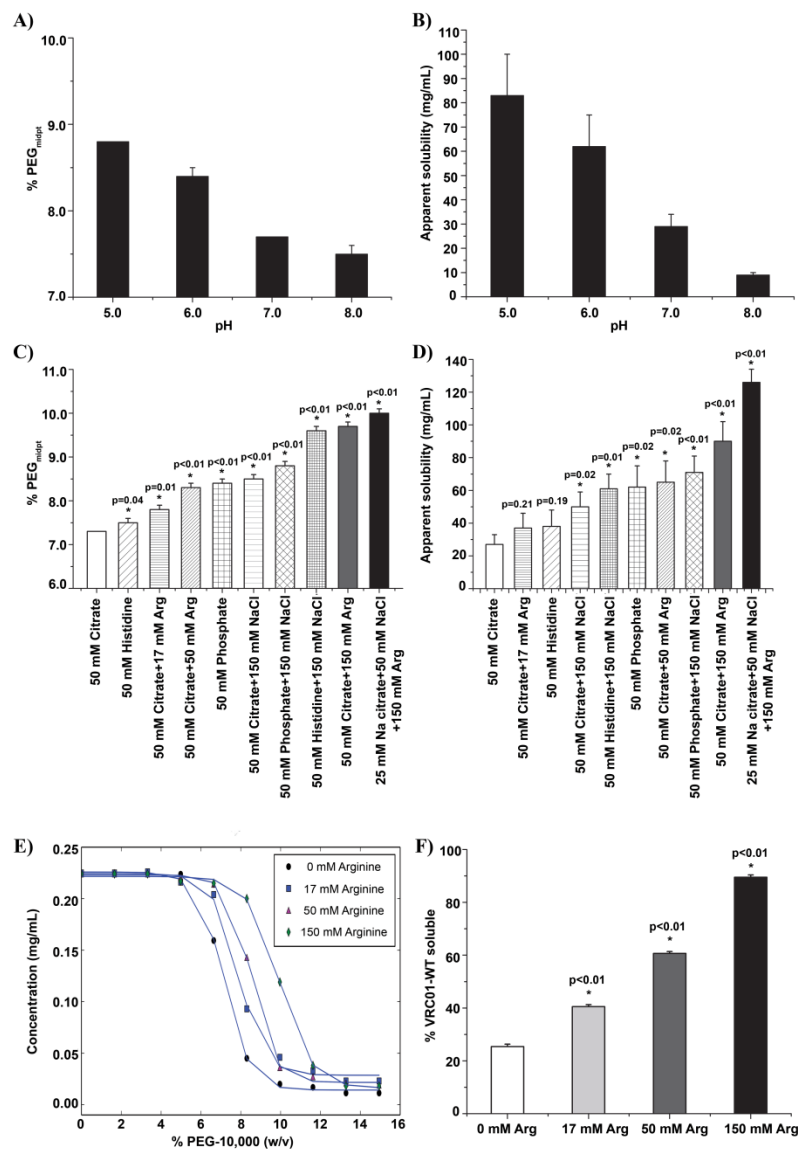 A)
10.0
9.0
8.0
7.0
% PEGmidpt
5.0 6.0 7.0 8.0
pH
B)
110
100
90
80
70
60
50
40
30
20
10
0
Apparent solubility (mg/mL)
5.0 6.0 7.0 8.0
pH
C)
11.0
10.0
9.0
8.0
7.0
6.0
% PEGmidpt
p=0.04
*
p=0.01
*
p<0.01
*
p<0.01
*
p<0.01
*
p<0.01
*
p<0.01
*
p<0.01
*
p<0.01
*
50 mM Citrate
50 mM Histidine
50 mM Citrate+17 mM Arg
50 mM Citrate+50 mM Arg
50 mM Phosphate
50 mM Citrate+150 mM NaCl
50 mM Phosphate+150 mM NaCl
50 mM Histidine+150 mM NaCl
50 mM Citrate+150 mM Arg
25 mM Na citrate+50 mM NaCl
+150 mM Arg
D)
140
120
100
80
60
40
20
0
Apparent solubility (mg/mL)
p=0.21
p=0.19
p=0.02
*
p=0.01
*
p=0.02
*
p=0.02
*
p<0.01
*
p<0.01
*
p<0.01
*
50 mM Citrate
50 mM Citrate+17 mM Arg
50 mM Histidine
50 mM Citrate+150 mM NaCl
50 mM Histidine+150 mM NaCl
50 mM Phosphate
50 mM Citrate+50 mM Arg
50 mM Phosphate+150 mM NaCl
50 mM Citrate+150 mM Arg
25 mM Na citrate+50 mM NaCl
+150 mM Arg
E)
0.25
0.20
0.15
0.10
0.05
0.00
Concentration (mg/mL)
0 mM Arginine
17 mM Arginine
50 mM Arginine
150 mM Arginine
0 2 4 6 8 10 12 14 16
% PEG-10,000 (w/v)
F)
100
80
60
40
20
0
% VRC01-WT soluble
p<0.01
*
p<0.01
*
p<0.01
*
0 mM Arg 17 mM Arg 50 mM Arg 150 mM Arg